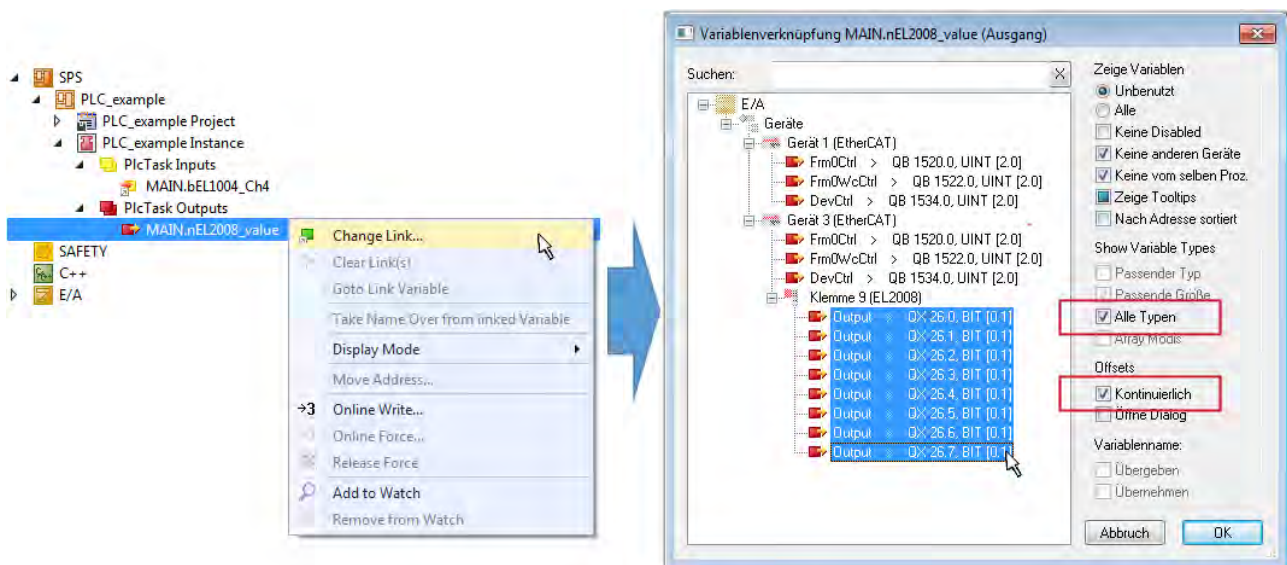 SPS
PLC_example
PLC_example Project
PLC_example Instance
PlcTask Inputs
MAIN.bEL1004_Ch4
PlcTask Outputs
MAIN.nEL2008_value
SAFETY
C++
E/A
Change Link...
Clear Link(s)
Goto Link Variable
Take Name Over from linked Variable
Display Mode
Move Address...
Online Write...
→3
Online Force...
Release Force
Add to Watch
Remove from Watch
Variablenverknüpfung MAIN.nEL2008_value (Ausgang)
Suchen:
E/A
Geräte
Gerät 1 (EtherCAT)
Frm0Ctrl > QB 1520.0, UINT [2.0]
Frm0WcCtrl > QB 1522.0, UINT [2.0]
DevCtrl > QB 1534.0, UINT [2.0]
Gerät 3 (EtherCAT)
Frm0Ctrl > QB 1520.0, UINT [2.0]
Frm0WcCtrl > QB 1522.0, UINT [2.0]
DevCtrl > QB 1534.0, UINT [2.0]
Klemme 9 (EL2008)
Output > QX 26.0, BIT [0.1]
Output > QX 26.1, BIT [0.1]
Output > QX 26.2, BIT [0.1]
Output > QX 26.3, BIT [0.1]
Output > QX 26.4, BIT [0.1]
Output > QX 26.5, BIT [0.1]
Output > QX 26.6, BIT [0.1]
Output > QX 26.7, BIT [0.1]
Zeige Variablen
Unbenutzt
Alle
Keine Disabled
Keine anderen Geräte
Keine vom selben Proz.
Zeige Tooltips
Nach Adresse sortiert
Show Variable Types
Passender Typ
Passende Größe
Alle Typen
Array Modis
Offsets
Kontinuierlich
Öffne Dialog
Variablenname:
Übergeben
Übernehmen
Abbruch
OK